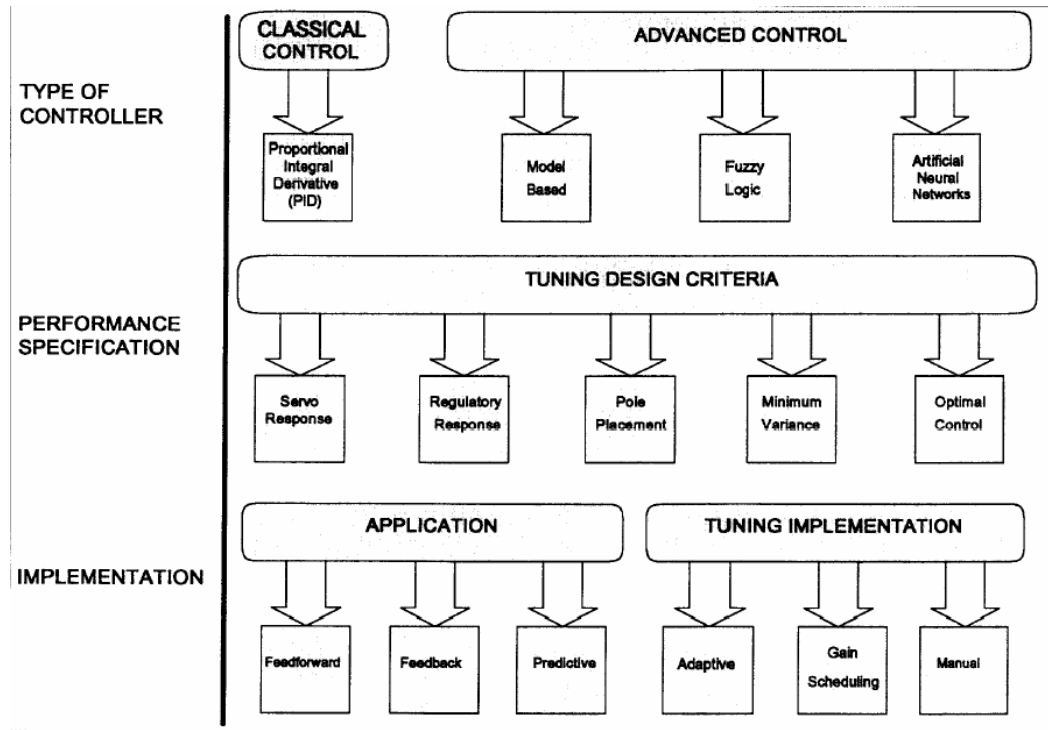 CLASSICAL
CONTROL
ADVANCED CONTROL
TYPE OF
CONTROLLER
Proportional
Integral
Derivative
(PID)
Model
Based
Fuzzy
Logic
Artificial
Neural
Networks
TUNING DESIGN CRITERIA
PERFORMANCE
SPECIFICATION
Servo
Response
Regulatory
Response
Pole
Placement
Minimum
Variance
Optimal
Control
APPLICATION
TUNING IMPLEMENTATION
IMPLEMENTATION
Feedforward
Feedback
Predictive
Adaptive
Gain
Scheduling
Manual